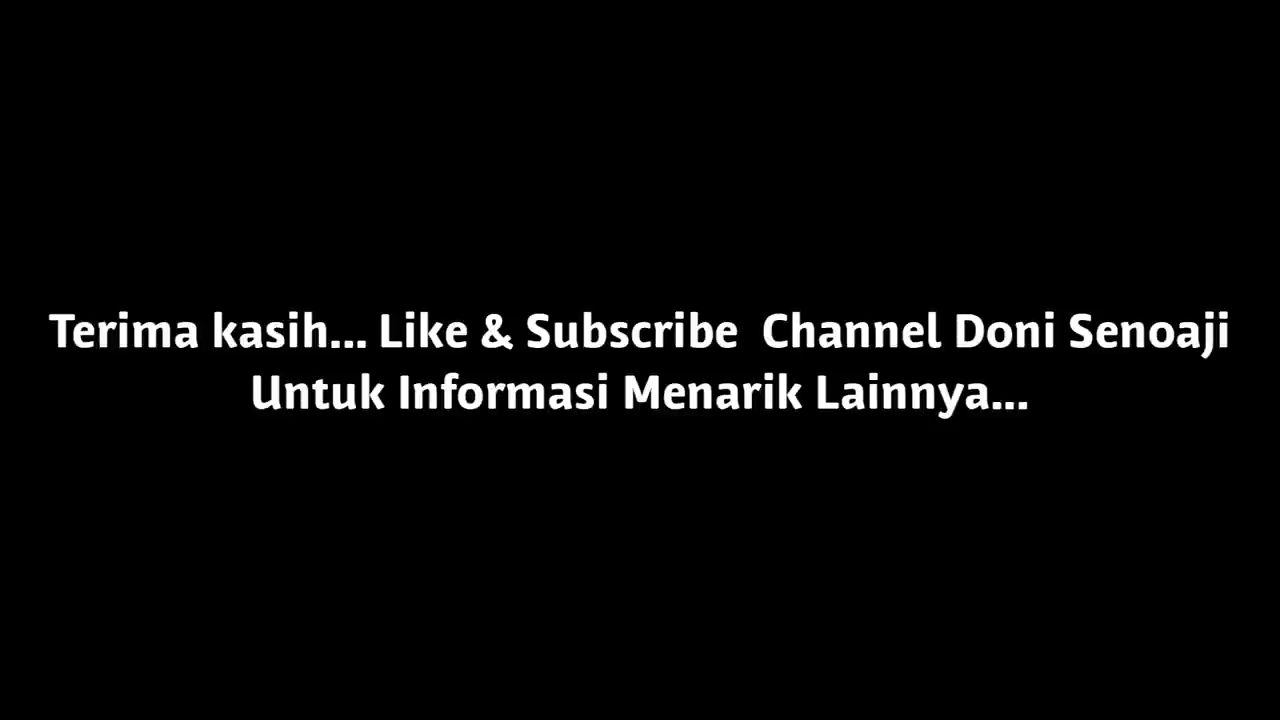 Terima kasih... Like & Subscribe  Channel Doni Senoaji
Untuk Informasi Menarik Lainnya...